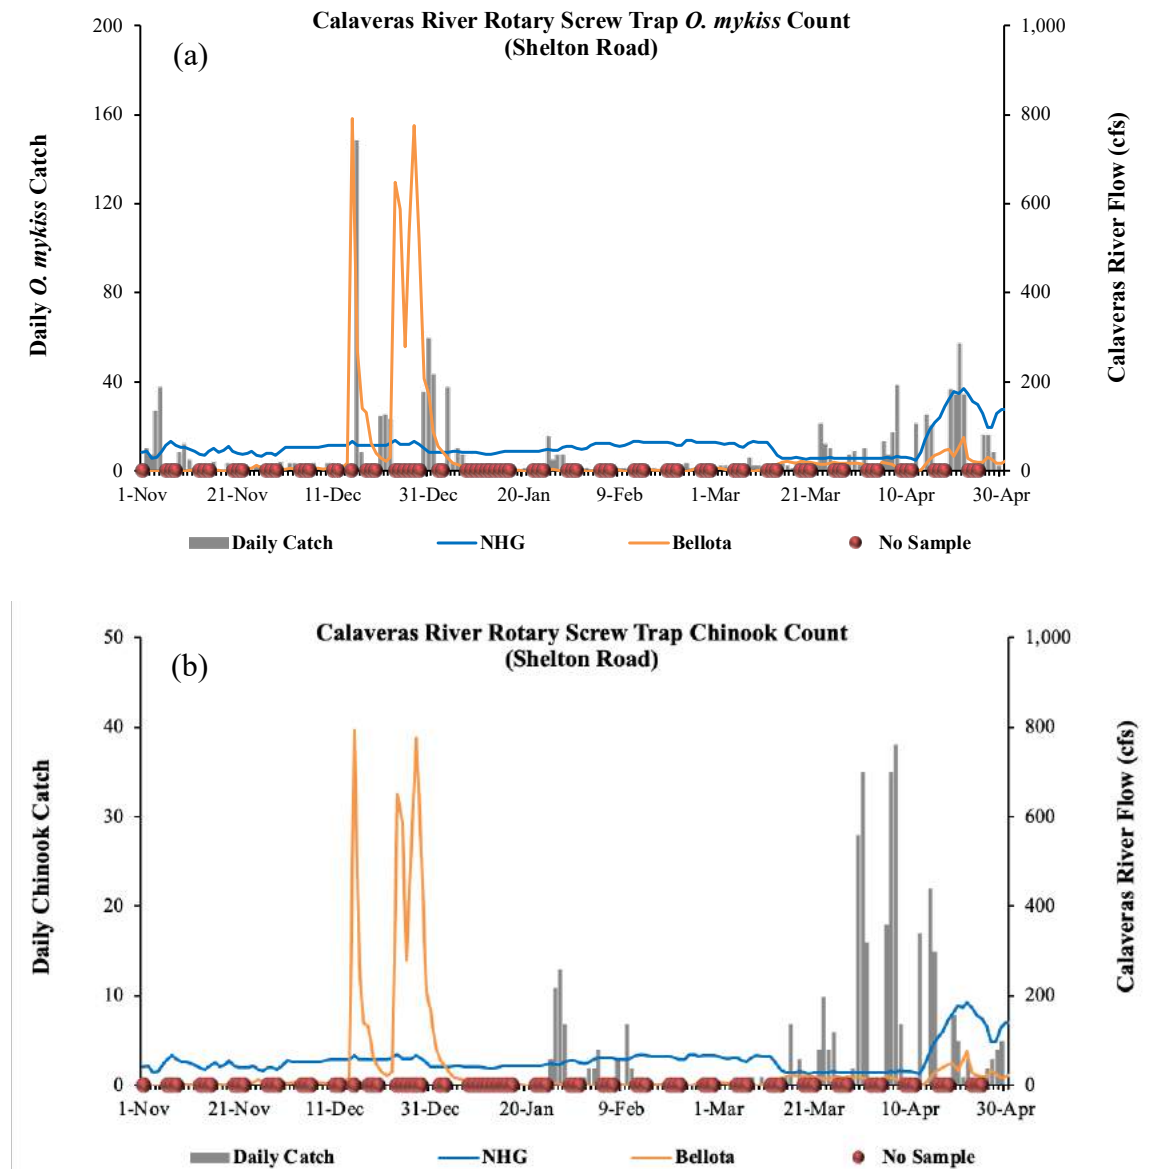 Calaveras River Rotary Screw Trap O. mykiss Count
(Shelton Road)
(a)
Daily O. mykiss Catch
200
160
120
80
40
0
Calaveras River Flow (cfs)
1,000
800
600
400
200
0
1-Nov 21-Nov 11-Dec 31-Dec 20-Jan 9-Feb 1-Mar 21-Mar 10-Apr 30-Apr
Daily Catch NHG Bellota No Sample
Calaveras River Rotary Screw Trap Chinook Count
(Shelton Road)
(b)
Daily Chinook Catch
50
40
30
20
10
0
Calaveras River Flow (cfs)
1,000
800
600
400
200
0
1-Nov 21-Nov 11-Dec 31-Dec 20-Jan 9-Feb 1-Mar 21-Mar 10-Apr 30-Apr
Daily Catch NHG Bellota No Sample